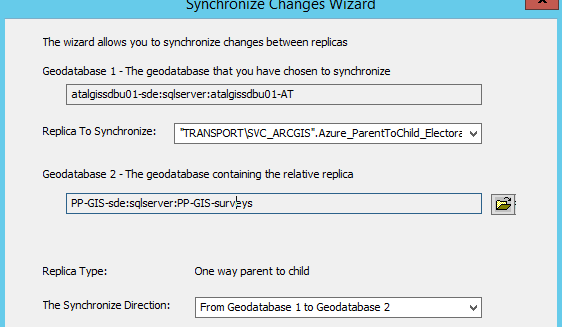 Synchronize Changes Wizard
The wizard allows you to synchronize changes between replicas
Geodatabase 1 - The geodatabase that you have chosen to synchronize
atalgissdbu01-sde:sqlserver:atalgissdbu01-AT
Replica To Synchronize: "TRANSPORT\SVC_ARCGIS".Azure_ParentToChild_Electora
Geodatabase 2 - The geodatabase containing the relative replica
PP-GIS-sde:sqlserver:PP-GIS-surveys
Replica Type: One way parent to child
The Synchronize Direction: From Geodatabase 1 to Geodatabase 2